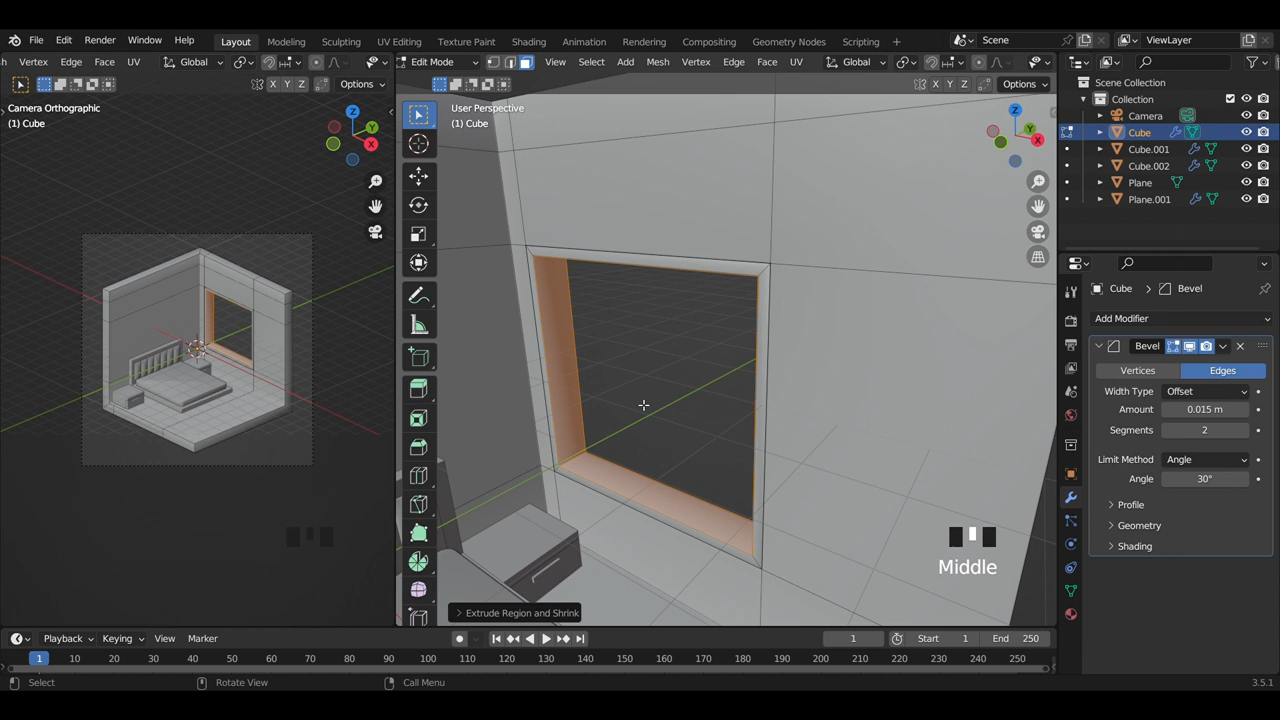 File Edit Render Window Help Layout Modeling Sculpting UV Editing Texture Paint Shading Animation Rendering Compositing Geometry Nodes Scripting + Scene ViewLayer
Vertex Edge Face UV Global Edit Mode View Select Add Mesh Vertex Edge Face UV Global
X Y Z Options X Y Z Options
Camera Orthographic
(1) Cube
User Perspective
(1) Cube
Z
Y
X
Z
Y
X
Extrude Region and Shrink
Middle
Scene Collection
Collection
Camera
Cube
Cube.001
Cube.002
Plane
Plane.001
Cube Bevel
Add Modifier
Bevel
Vertices Edges
Width Type Offset
Amount 0.015 m
Segments 2
Limit Method Angle
Angle 30°
Profile
Geometry
Shading
Playback Keying View Marker 1 Start 1 End 250
1 10 20 30 40 50 60 70 80 90 100 110 120 130 140 150 160 170 180 190 200 210 220 230 240 250
Select Rotate View Call Menu 3.5.1